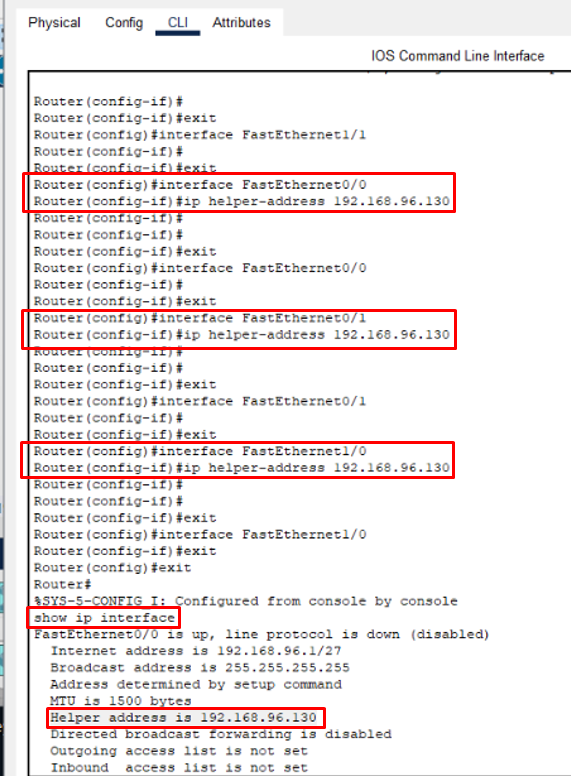 Physical Config CLI Attributes
IOS Command Line Interface
Router(config-if)#
Router(config-if)#exit
Router(config)#interface FastEthernet1/1
Router(config-if)#
Router(config-if)#exit
Router(config)#interface FastEthernet0/0
Router(config-if)#ip helper-address 192.168.96.130
Router(config-if)#
Router(config-if)#
Router(config-if)#exit
Router(config)#interface FastEthernet0/0
Router(config-if)#
Router(config-if)#exit
Router(config)#interface FastEthernet0/1
Router(config-if)#ip helper-address 192.168.96.130
Router(config-if)#
Router(config-if)#
Router(config-if)#exit
Router(config)#interface FastEthernet0/1
Router(config-if)#
Router(config-if)#exit
Router(config)#interface FastEthernet1/0
Router(config-if)#ip helper-address 192.168.96.130
Router(config-if)#
Router(config-if)#
Router(config-if)#exit
Router(config)#interface FastEthernet1/0
Router(config-if)#exit
Router(config)#exit
Router#
%SYS-5-CONFIG_I: Configured from console by console
show ip interface
FastEthernet0/0 is up, line protocol is down (disabled)
Internet address is 192.168.96.1/27
Broadcast address is 255.255.255.255
Address determined by setup command
MTU is 1500 bytes
Helper address is 192.168.96.130
Directed broadcast forwarding is disabled
Outgoing access list is not set
Inbound access list is not set